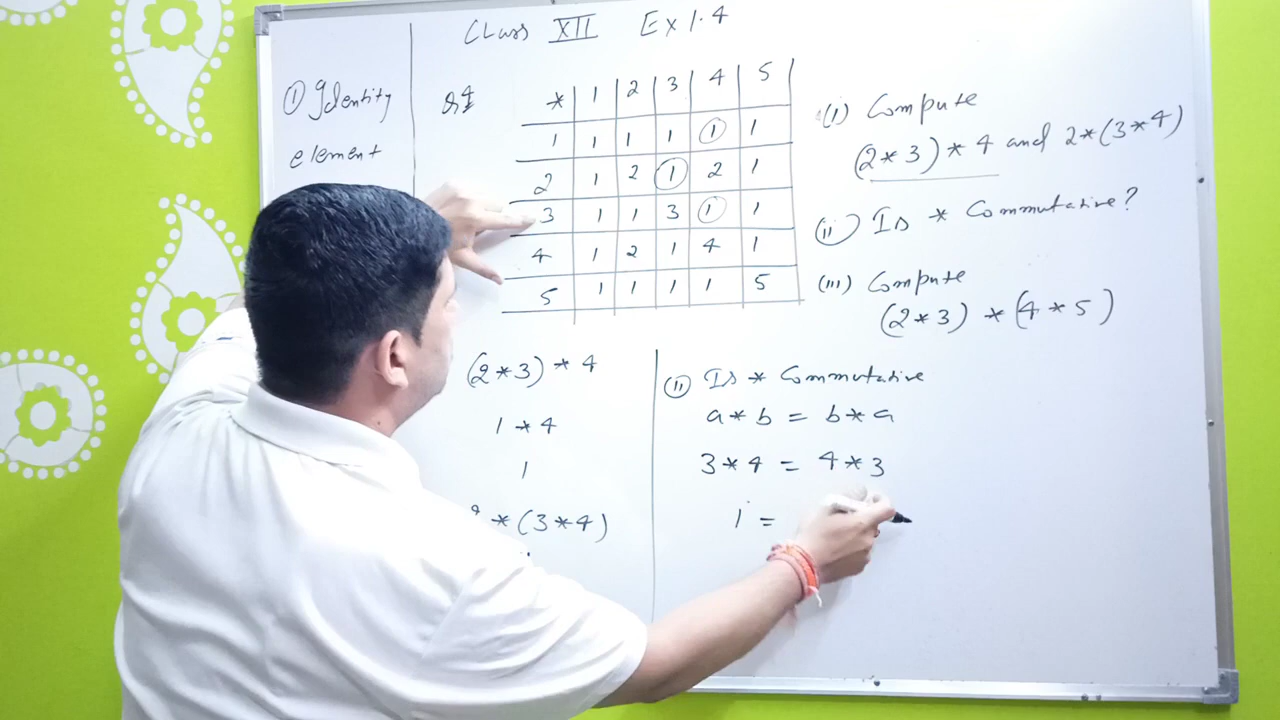 Class XII Ex 1.4
① Identity
element
* | 1 | 2 | 3 | 4 | 5
1 | 1 | 1 | 1 | 1 | 1
2 | 1 | 2 | 1 | 2 | 1
3 | 1 | 1 | 3 | 1 | 1
4 | 1 | 2 | 1 | 4 | 1
5 | 1 | 1 | 1 | 1 | 5
(i) Compute
(2*3)*4 and 2*(3*4)
(ii) Is * Commutative?
(iii) Compute
(2*3) * (4*5)
(2*3)*4
1*4
1
*(3*4)
(ii) Is * Commutative
a*b = b*a
3*4 = 4*3
1 =